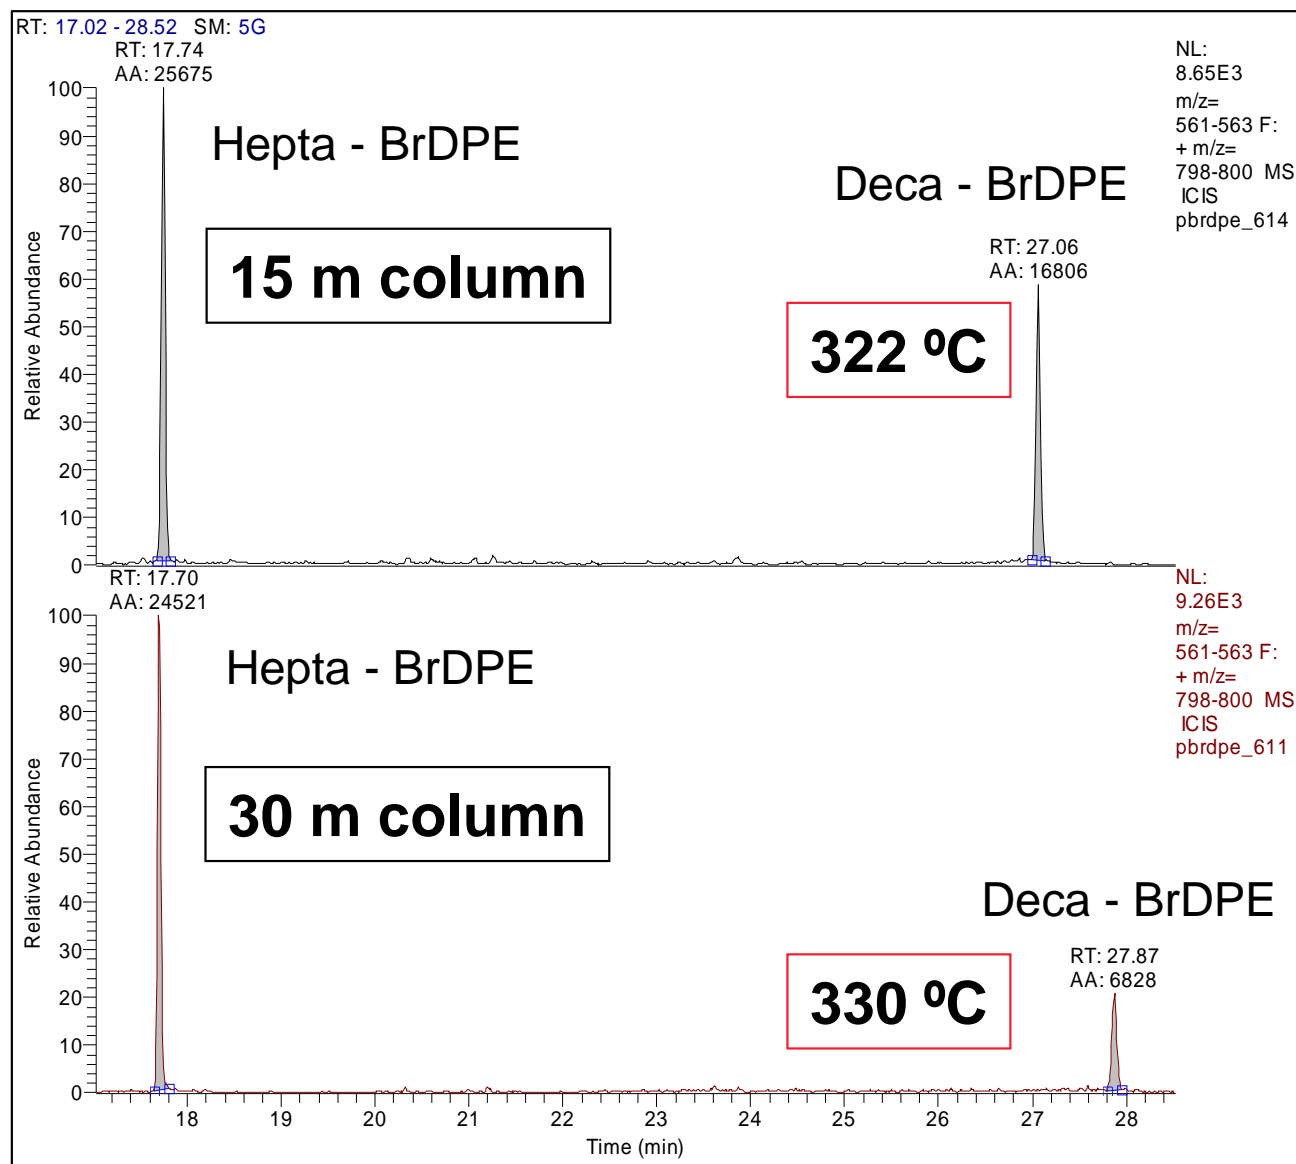 RT: 17.02 - 28.52 SM: 5G
RT: 17.74
AA: 25675
NL:
8.65E3
m/z=
561-563 F:
+ m/z=
798-800 MS
ICIS
pbrdpe_614
Hepta - BrDPE
Deca - BrDPE
15 m column
RT: 27.06
AA: 16806
322 ºC
100
90
80
70
60
50
40
30
20
10
0
Relative Abundance
RT: 17.70
AA: 24521
NL:
9.26E3
m/z=
561-563 F:
+ m/z=
798-800 MS
ICIS
pbrdpe_611
Hepta - BrDPE
30 m column
Deca - BrDPE
RT: 27.87
AA: 6828
330 ºC
100
90
80
70
60
50
40
30
20
10
0
Relative Abundance
18 19 20 21 22 23 24 25 26 27 28
Time (min)